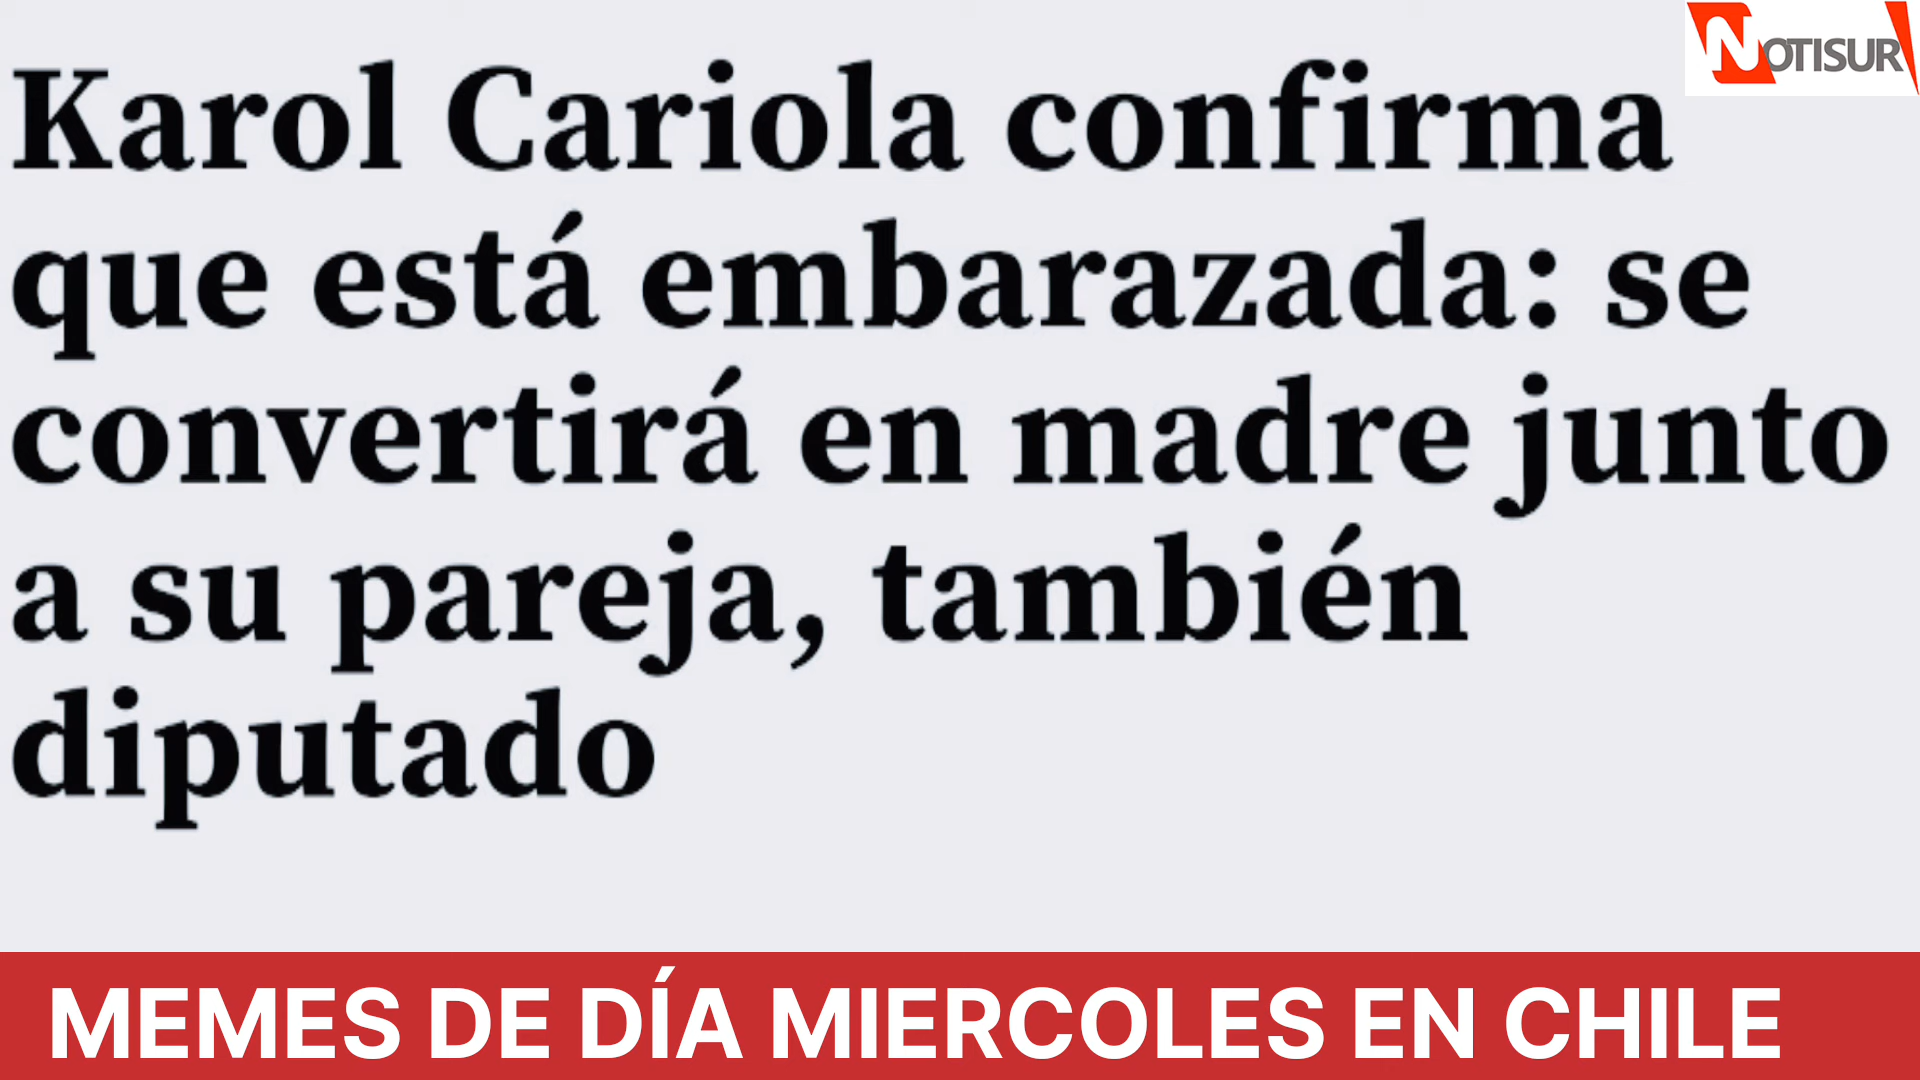 NOTISUR
Karol Cariola confirma
que está embarazada: se
convertirá en madre junto
a su pareja, también
diputado
MEMES DE DÍA MIERCOLES EN CHILE